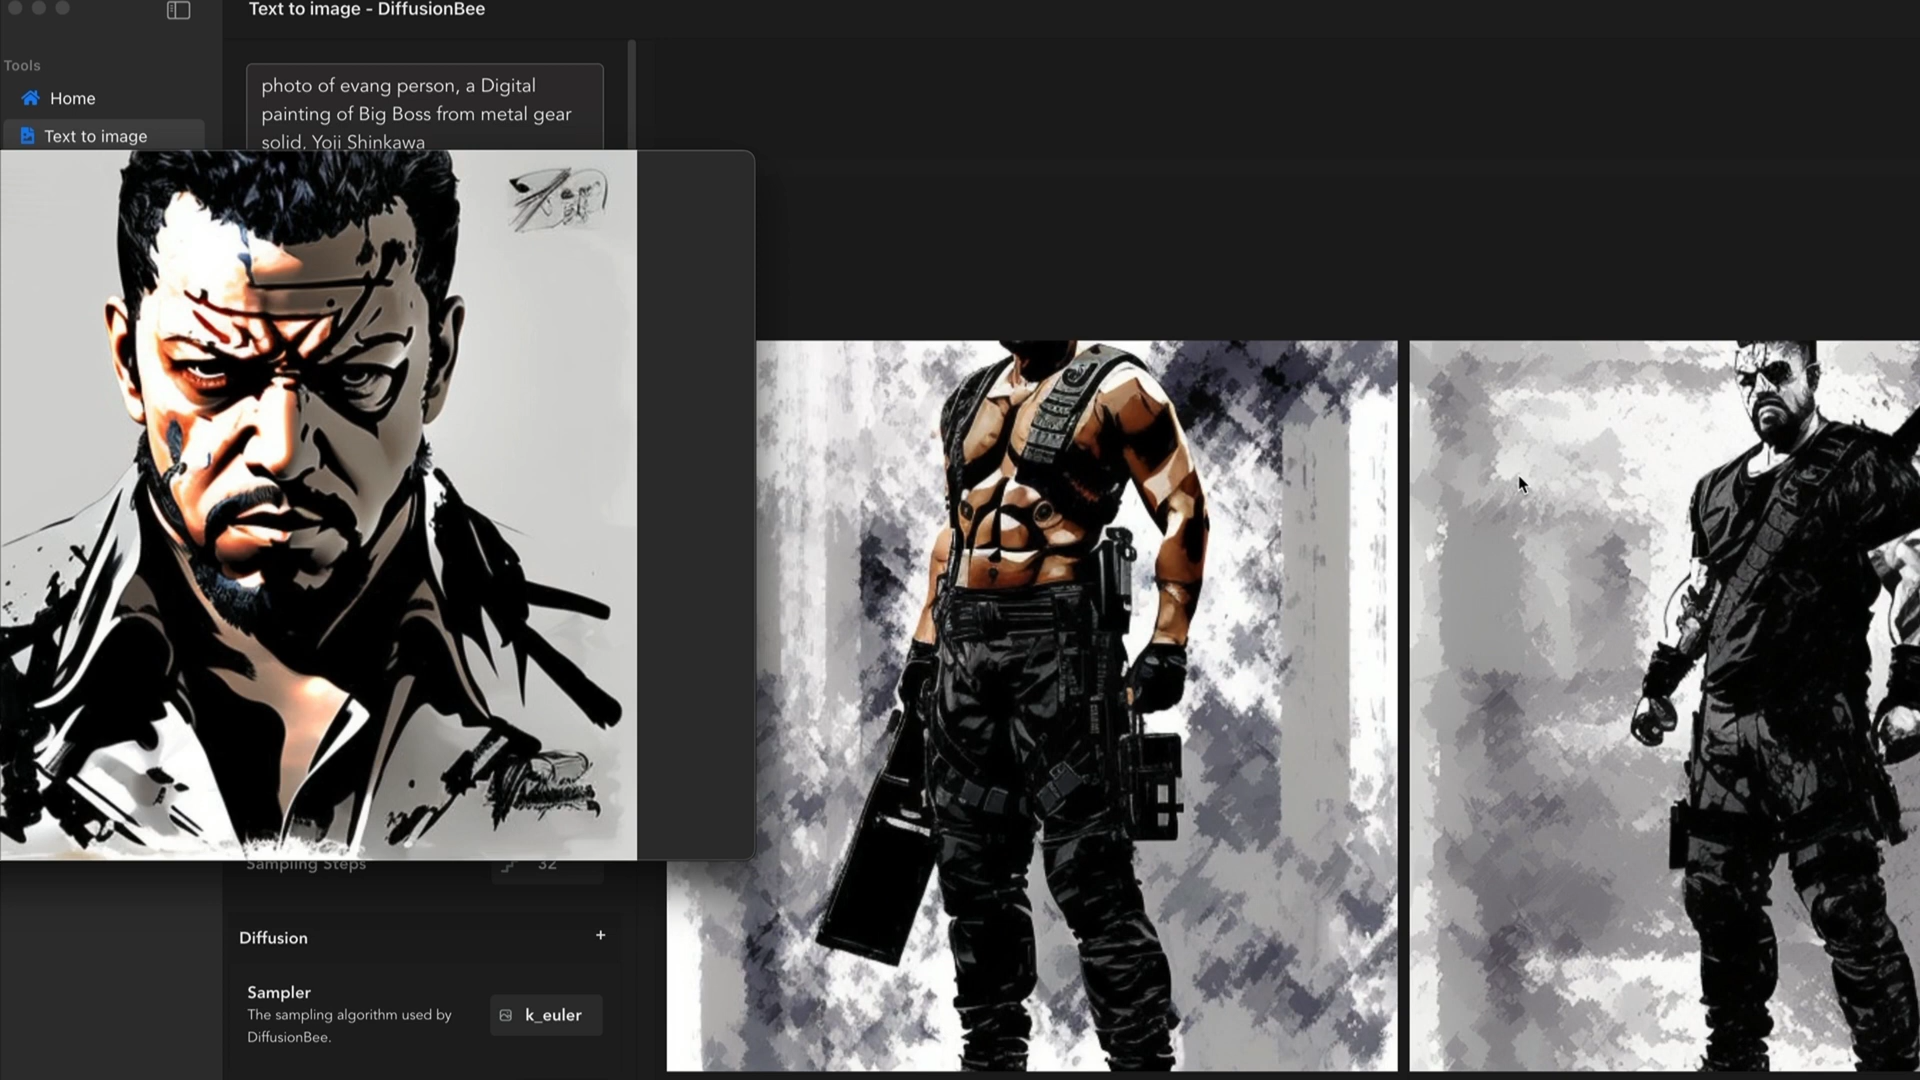 Text to image - DiffusionBee
Tools
Home
Text to image
photo of evang person, a Digital
painting of Big Boss from metal gear
solid. Yoji Shinkawa
Sampling Steps
32
Diffusion
+
Sampler
The sampling algorithm used by
DiffusionBee.
k_euler